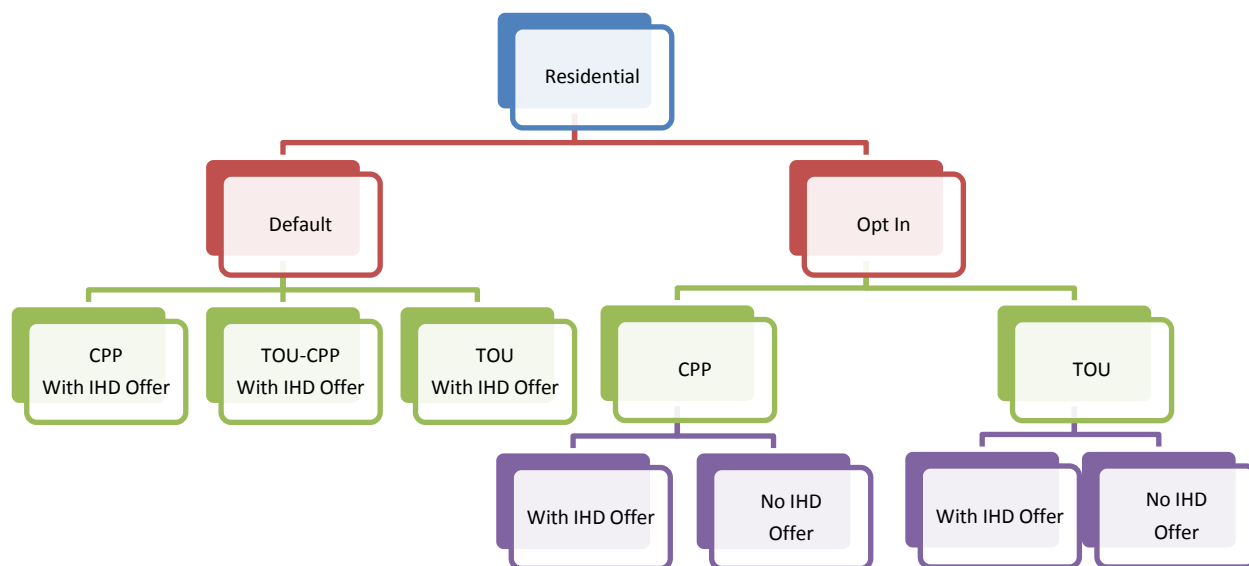 Residential
Default
Opt In
CPP
With IHD Offer
TOU-CPP
With IHD Offer
TOU
With IHD Offer
CPP
TOU
With IHD Offer
No IHD
Offer
With IHD Offer
No IHD
Offer